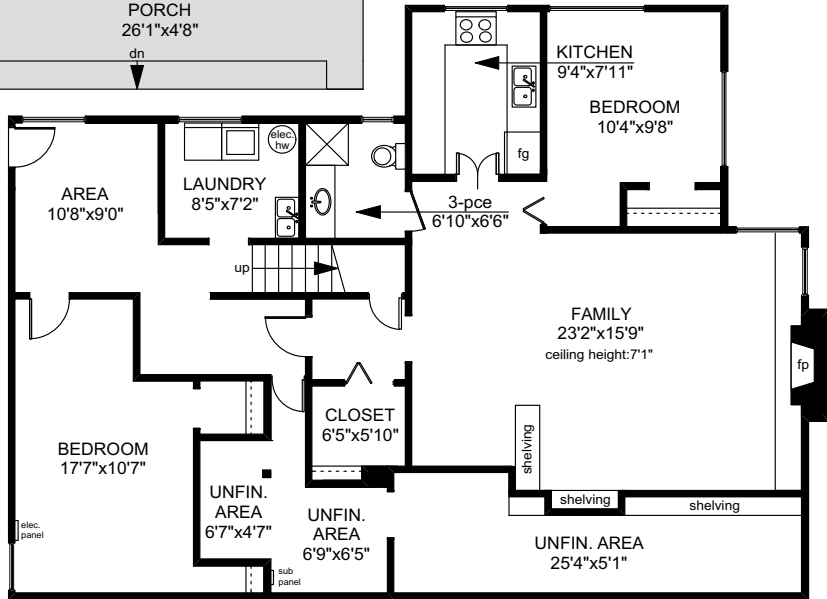 PORCH
26'1"x4'8"
dn
KITCHEN
9'4"x7'11"
BEDROOM
10'4"x9'8"
elec.
hw
fg
AREA
10'8"x9'0"
LAUNDRY
8'5"x7'2"
3-pce
6'10"x6'6"
up
FAMILY
23'2"x15'9"
ceiling height:7'1"
fp
CLOSET
6'5"x5'10"
BEDROOM
17'7"x10'7"
shelving
UNFIN.
AREA
6'7"x4'7"
UNFIN.
AREA
6'9"x6'5"
shelving
shelving
elec.
panel
UNFIN. AREA
25'4"x5'1"
sub
panel